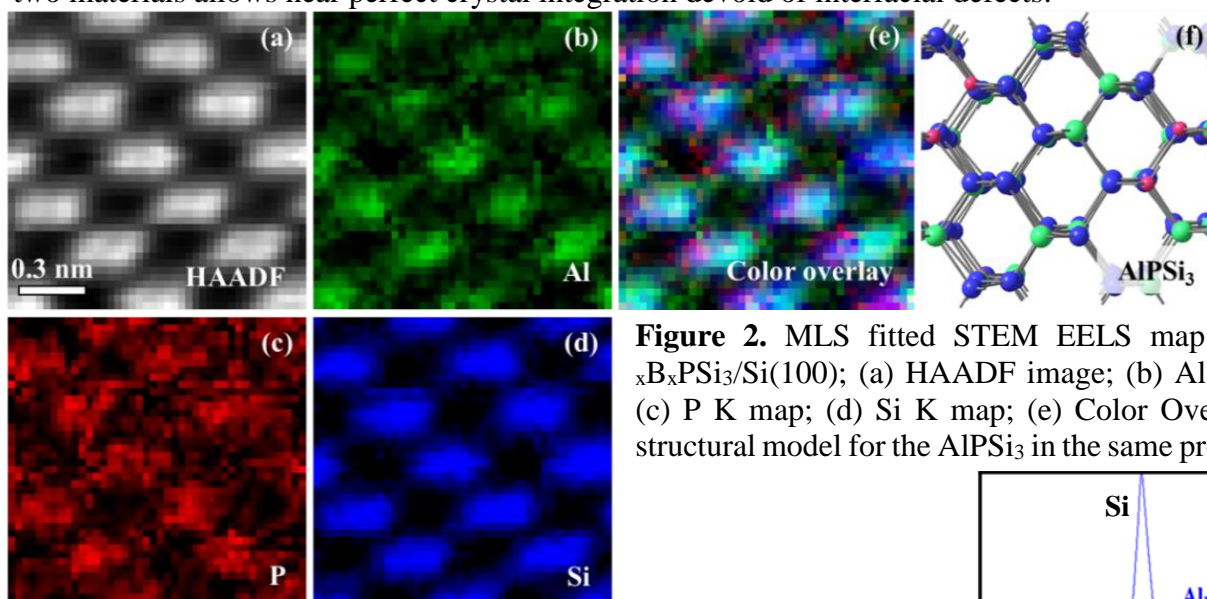 two materials allows near perfect crystal integration devoid of interfacial defects.
(a)
(b)
(e)
(f)
0.3 nm
HAADF
Al
Color overlay
AlPSi₃
(c)
(d)
P
Si
Figure 2. MLS fitted STEM EELS map
ₓBₓPSi₃/Si(100); (a) HAADF image; (b) Al
(c) P K map; (d) Si K map; (e) Color Ove
structural model for the AlPSi₃ in the same pr
Si